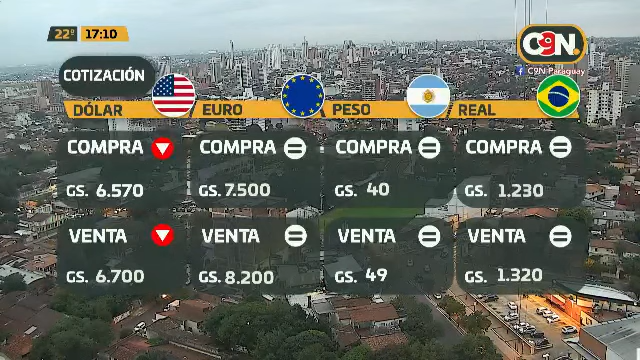 22º 17:10
C9N.
C9N Paraguay
COTIZACIÓN
DÓLAR EURO PESO REAL
COMPRA COMPRA COMPRA COMPRA
GS. 6.570 GS. 7.500 GS. 40 GS. 1.230
VENTA VENTA VENTA VENTA
GS. 6.700 GS. 8.200 GS. 49 GS. 1.320